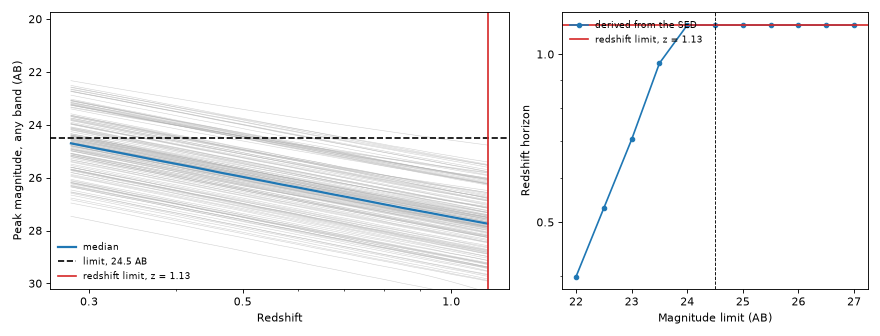 20
22
24
26
28
30
Peak magnitude, any band (AB)
median
limit, 24.5 AB
redshift limit, z = 1.13
0.3
0.5
1.0
Redshift
1.0
0.5
Redshift horizon
derived from the SED
redshift limit, z = 1.13
22
23
24
25
26
27
Magnitude limit (AB)